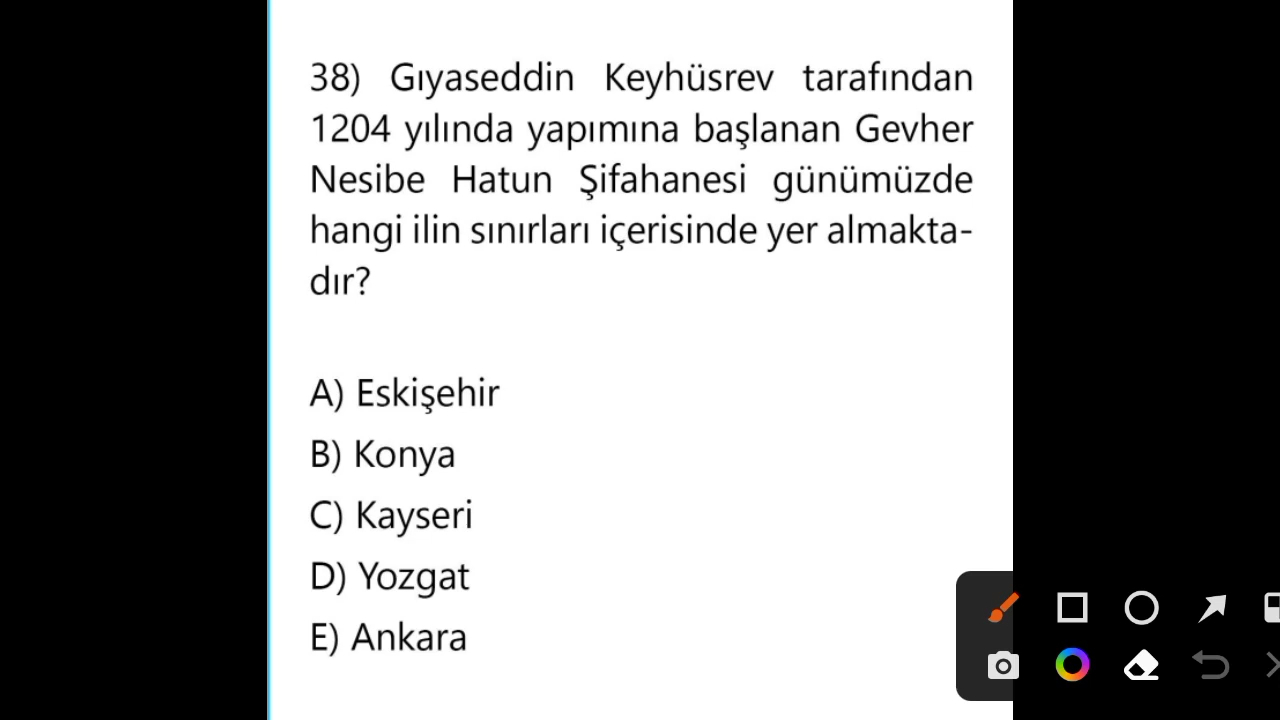 38) Gıyaseddin Keyhüsrev tarafından
1204 yılında yapımına başlanan Gevher
Nesibe Hatun Şifahanesi günümüzde
hangi ilin sınırları içerisinde yer almakta-
dır?
A) Eskişehir
B) Konya
C) Kayseri
D) Yozgat
E) Ankara